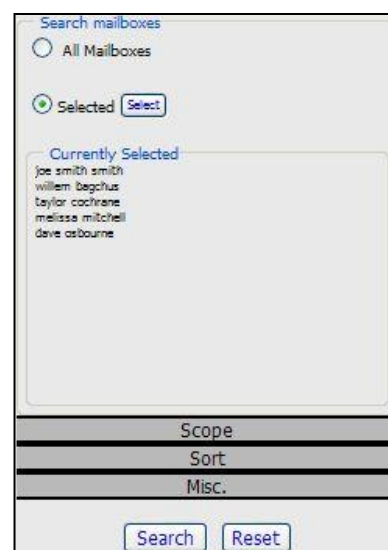 Search mailboxes
All Mailboxes
Selected Select
Currently Selected
joe smith smith
willem bagchus
taylor cochrane
melissa mitchell
dave osbourne
Scope
Sort
Misc.
Search Reset